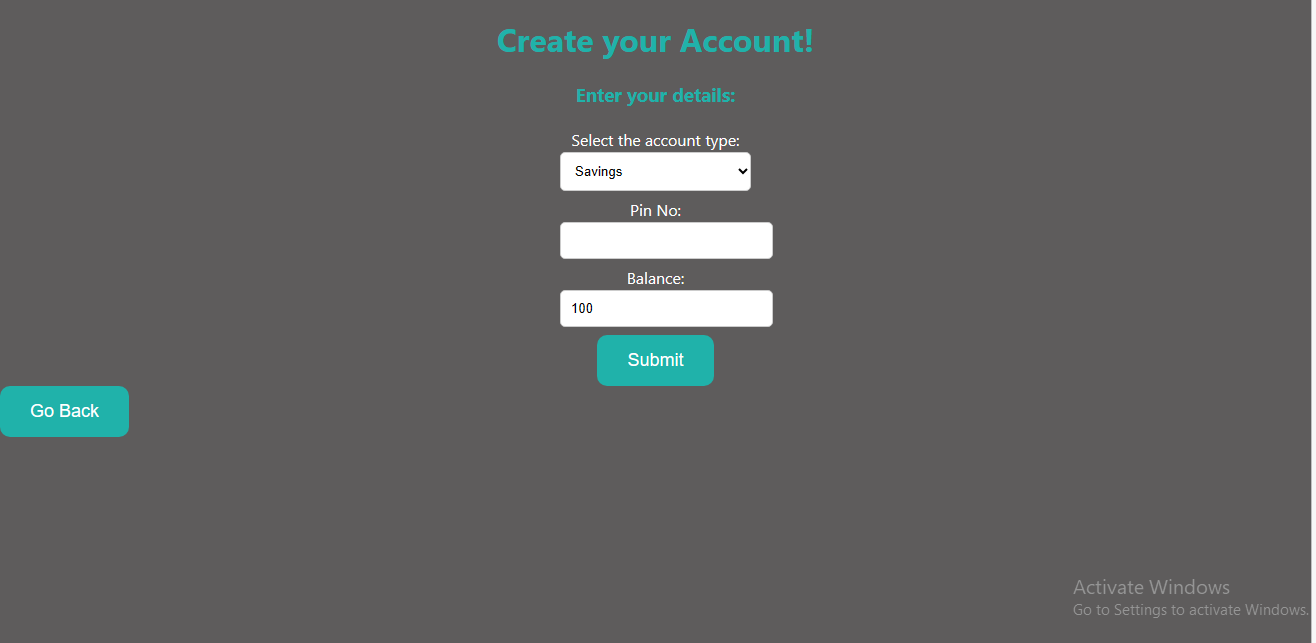 Create your Account!
Enter your details:
Select the account type:
Savings
Pin No:
Balance:
100
Submit
Go Back
Activate Windows
Go to Settings to activate Windows.